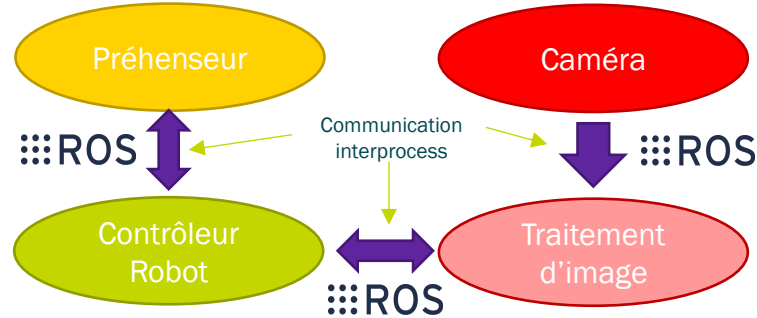 Préhenseur
Caméra
ROS
Communication
interprocess
ROS
Contrôleur
Robot
Traitement
d'image
ROS